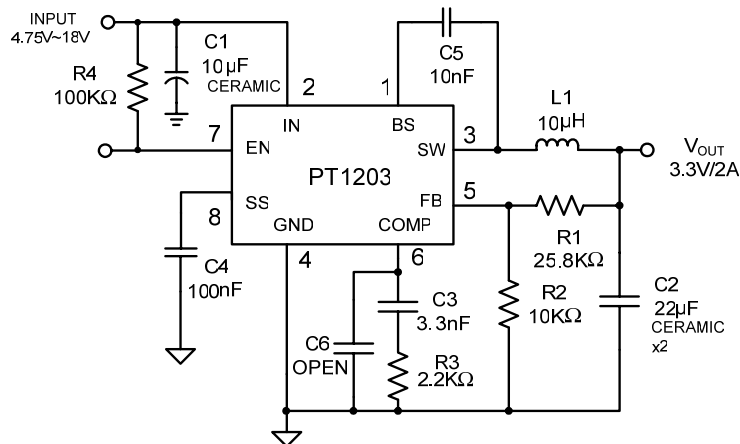 INPUT
4.75V~18V
R4
100KΩ
C1
10µF
CERAMIC
2
1
C5
10nF
L1
10µH
7
IN
BS
EN
SW
3
VOUT
3.3V/2A
PT1203
SS
FB
5
8
GND
COMP
4
6
R1
25.8KΩ
C4
100nF
C3
3.3nF
R2
10KΩ
C2
22µF
CERAMIC
x2
C6
OPEN
R3
2.2KΩ